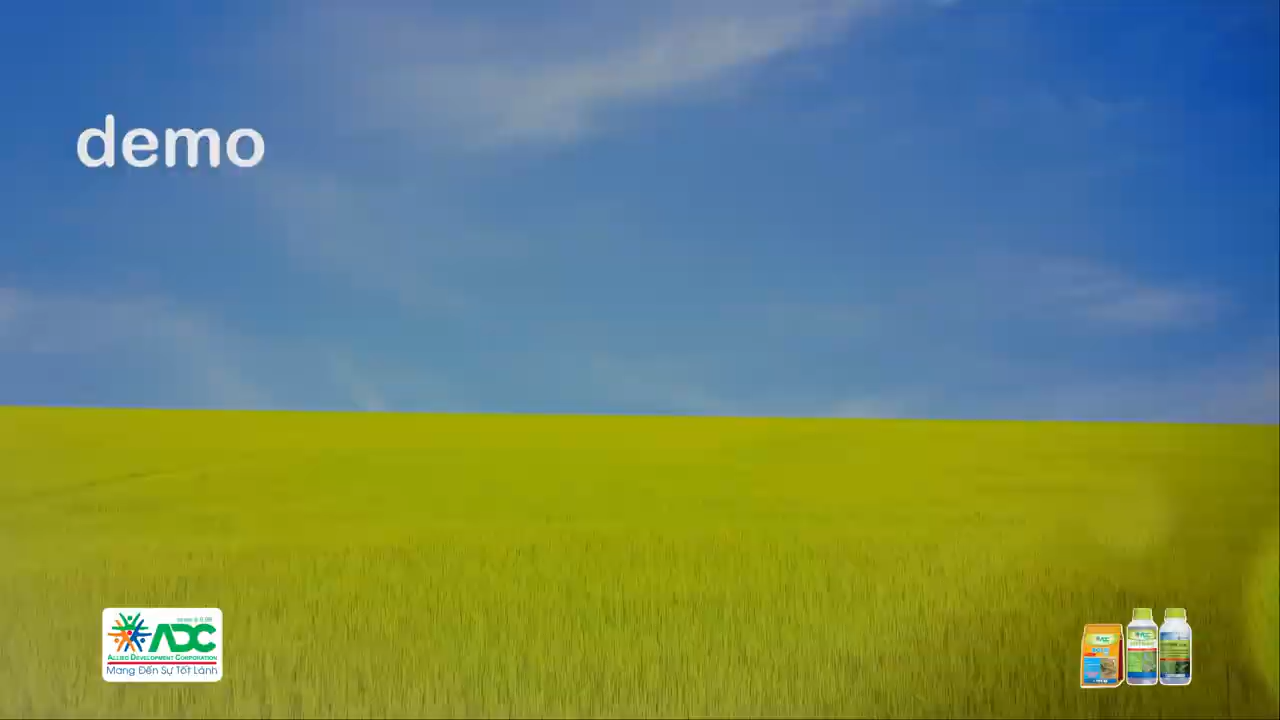 demo
ADC
ALLIED DEVELOPMENT CORPORATION
Mang Đến Sự Tốt Lành